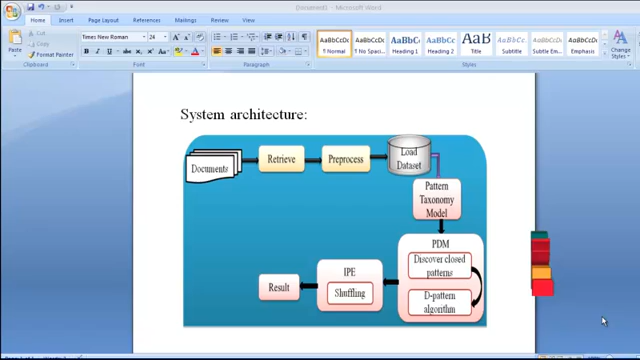 Document1 - Microsoft Word
Home
Insert
Page Layout
References
Mailings
Review
View
Paste
Cut
Copy
Format Painter
Clipboard
Times New Roman
24
Font
Paragraph
AaBbCcDc
¶ Normal
AaBbCcDc
¶ No Spaci...
AaBbCc
Heading 1
AaBbCc
Heading 2
AaB
Title
AaBbCc.
Subtitle
AaBbCcDc
Subtle Em...
AaBbCcDc
Emphasis
Change
Styles
Styles
System architecture:
Documents
Retrieve
Preprocess
Load
Dataset
Pattern
Taxonomy
Model
PDM
Discover closed
patterns
D-pattern
algorithm
IPE
Shuffling
Result